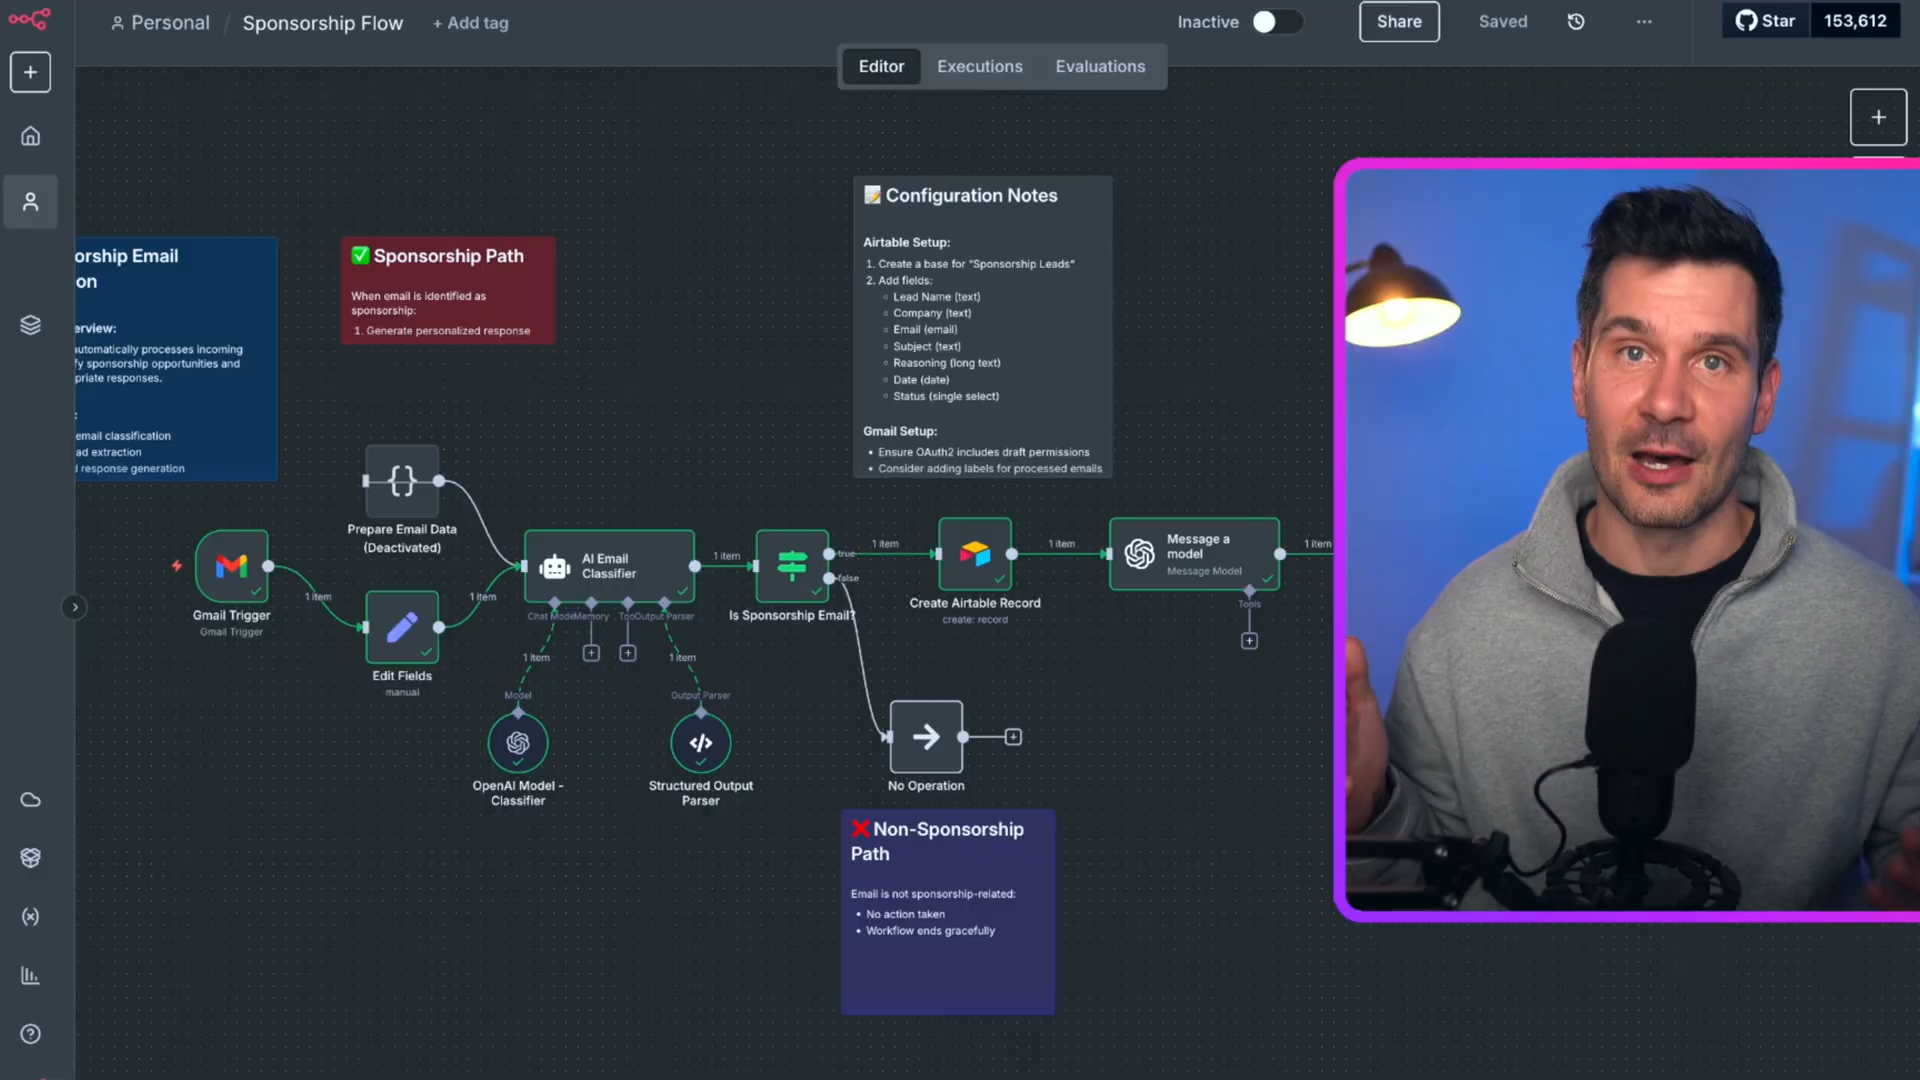 Personal / Sponsorship Flow + Add tag
Inactive
Share
Saved
Star 153,612
Editor Executions Evaluations
orship Email
on
erview:
automatically processes incoming
fy sponsorship opportunities and
priate responses.
:
email classification
ad extraction
d response generation
✅ Sponsorship Path
When email is identified as
sponsorship:
1. Generate personalized response
📝 Configuration Notes
Airtable Setup:
1. Create a base for "Sponsorship Leads"
2. Add fields:
○ Lead Name (text)
○ Company (text)
○ Email (email)
○ Subject (text)
○ Reasoning (long text)
○ Date (date)
○ Status (single select)
Gmail Setup:
• Ensure OAuth2 includes draft permissions
• Consider adding labels for processed emails
{}
Prepare Email Data
(Deactivated)
Gmail Trigger
Gmail Trigger
1 item
Edit Fields
manual
1 item
AI Email
Classifier
Chat Mode
Memory
Too
Output Parser
1 item
1 item
Model
Output Parser
OpenAI Model -
Classifier
Structured Output
Parser
1 item
Is Sponsorship Email?
true
false
1 item
Create Airtable Record
create: record
1 item
Message a
model
Message Model
Tools
1 item
No Operation
❌ Non-Sponsorship
Path
Email is not sponsorship-related:
• No action taken
• Workflow ends gracefully